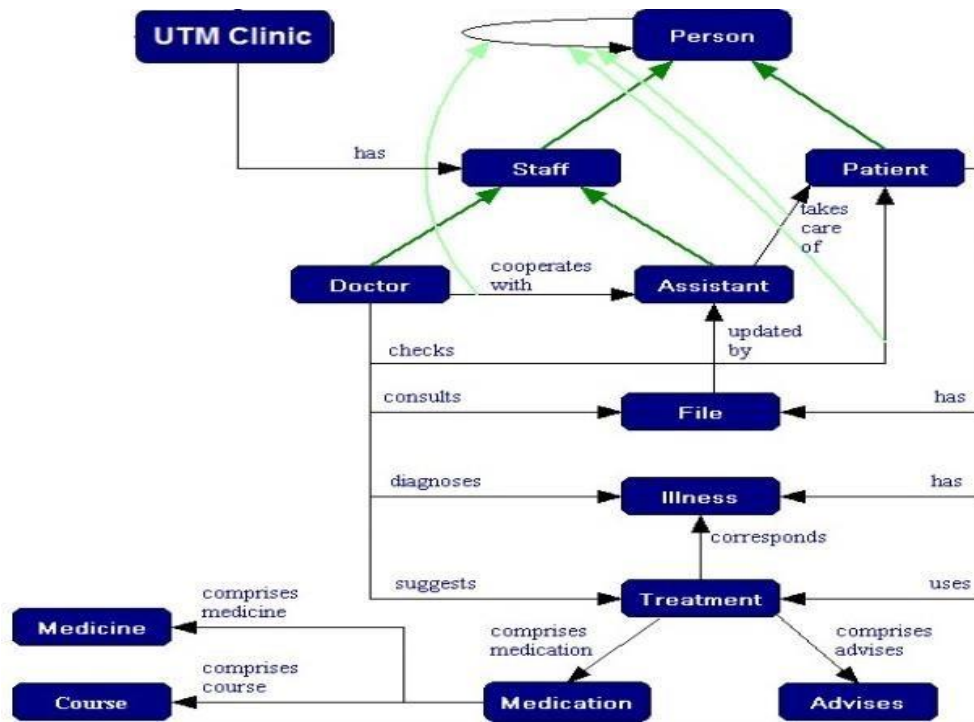 UTM Clinic
Person
has
Staff
Patient
takes
care
of
Doctor
cooperates
with
Assistant
updated
by
checks
consults
File
has
diagnoses
Illness
has
corresponds
suggests
Treatment
uses
comprises
medicine
Medicine
comprises
medication
comprises
advises
comprises
course
Course
Medication
Advises